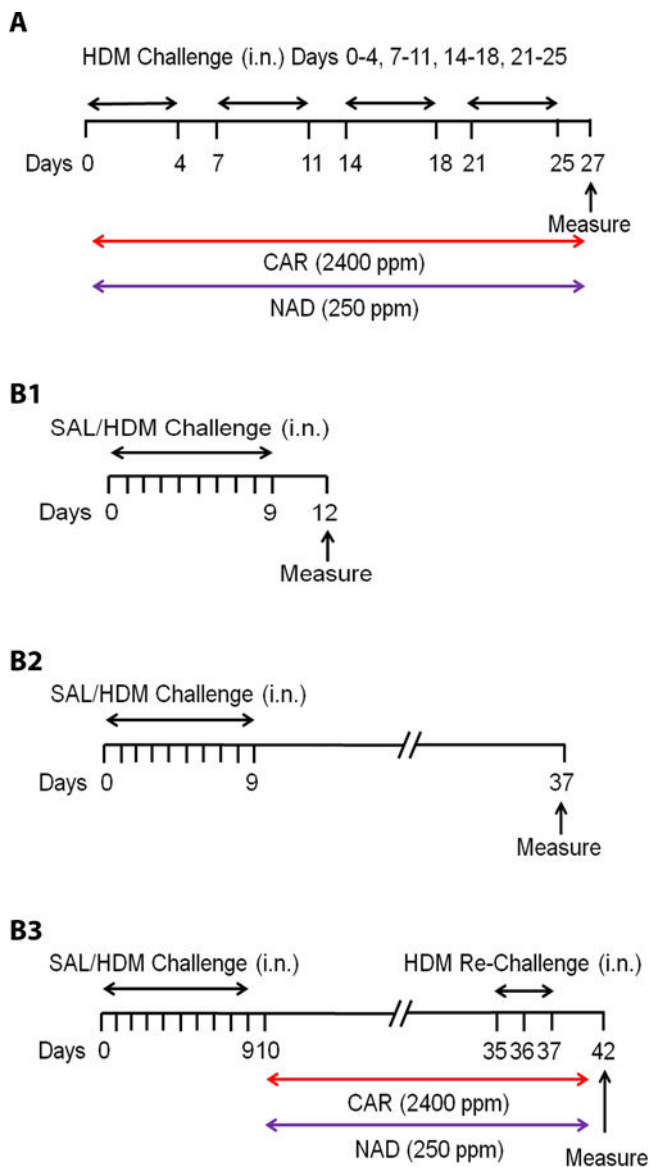 A
HDM Challenge (i.n.) Days 0-4, 7-11, 14-18, 21-25
Days 0 4 7 11 14 18 21 25 27
Measure
CAR (2400 ppm)
NAD (250 ppm)
B1
SAL/HDM Challenge (i.n.)
Days 0 9 12
Measure
B2
SAL/HDM Challenge (i.n.)
Days 0 9 37
Measure
B3
SAL/HDM Challenge (i.n.) HDM Re-Challenge (i.n.)
Days 0 9 10 35 36 37 42
CAR (2400 ppm)
NAD (250 ppm)
Measure